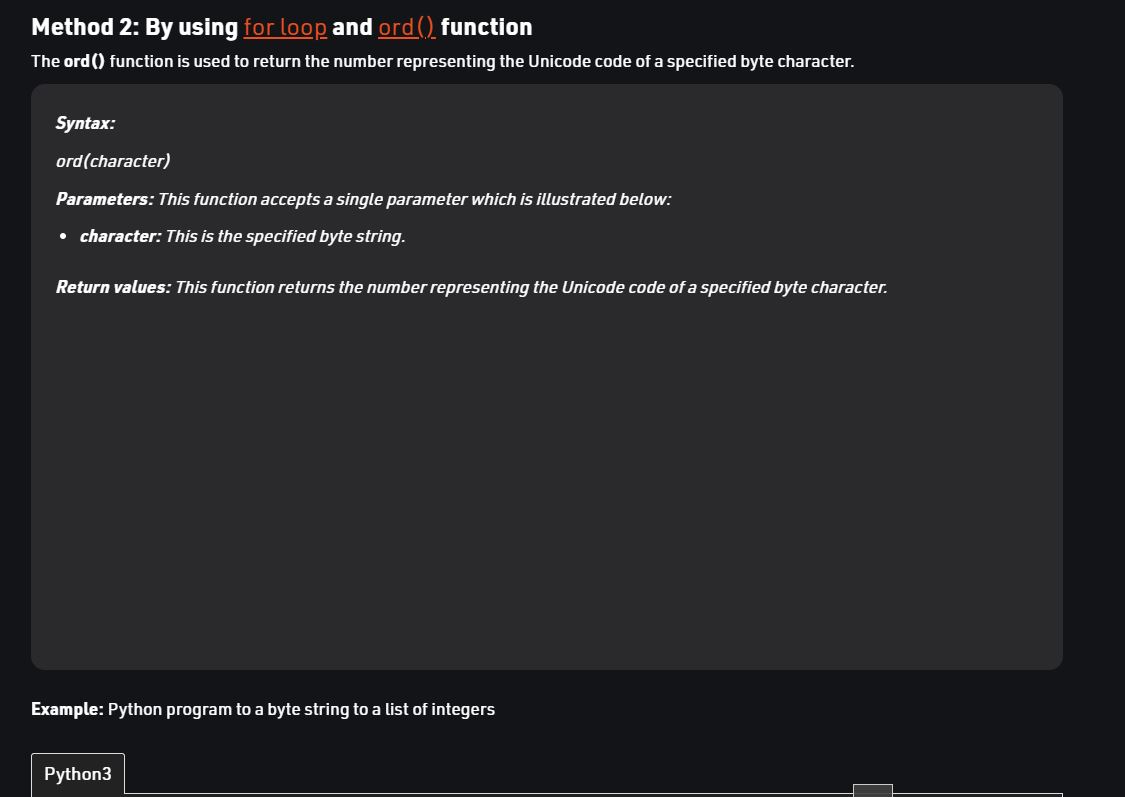 Method 2: By using for loop and ord() function
The ord() function is used to return the number representing the Unicode code of a specified byte character.
Syntax:
ord(character)
Parameters: This function accepts a single parameter which is illustrated below:
• character: This is the specified byte string.
Return values: This function returns the number representing the Unicode code of a specified byte character.
Example: Python program to a byte string to a list of integers
Python3